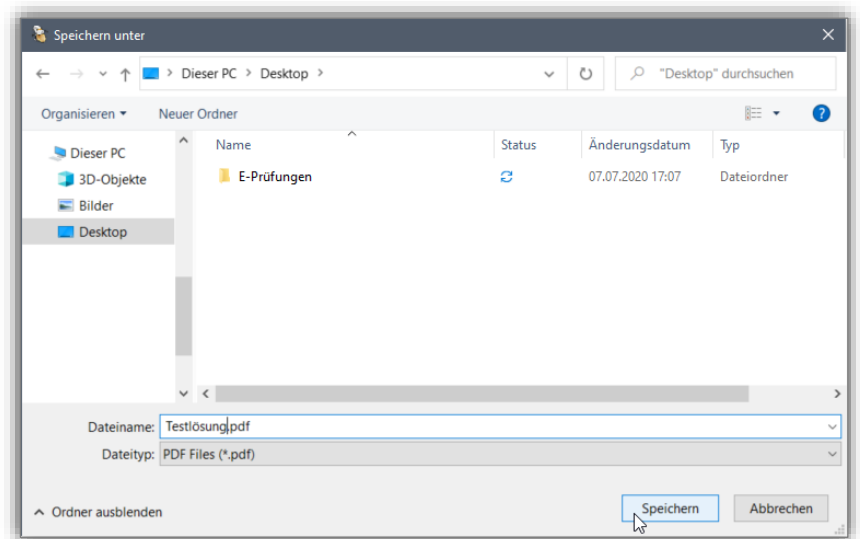 Speichern unter
Dieser PC > Desktop >
"Desktop" durchsuchen
Organisieren Neuer Ordner
Name Status Änderungsdatum Typ
Dieser PC
3D-Objekte
Bilder
Desktop
E-Prüfungen 07.07.2020 17:07 Dateiordner
Dateiname: Testlösung.pdf
Dateityp: PDF Files (*.pdf)
Ordner ausblenden
Speichern Abbrechen